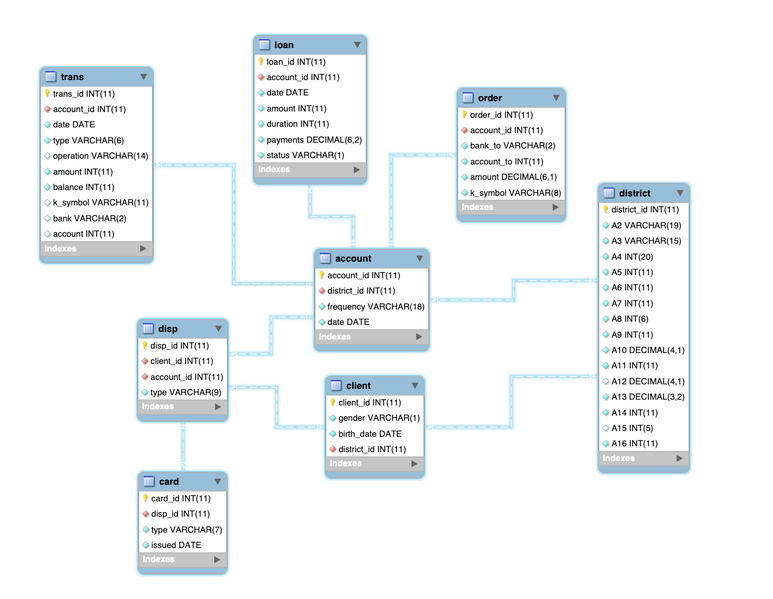 trans
trans_id INT(11)
account_id INT(11)
date DATE
type VARCHAR(6)
operation VARCHAR(14)
amount INT(11)
balance INT(11)
k_symbol VARCHAR(11)
bank VARCHAR(2)
account INT(11)
Indexes
loan
loan_id INT(11)
account_id INT(11)
date DATE
amount INT(11)
duration INT(11)
payments DECIMAL(6,2)
status VARCHAR(1)
Indexes
order
order_id INT(11)
account_id INT(11)
bank_to VARCHAR(2)
account_to INT(11)
amount DECIMAL(6,1)
k_symbol VARCHAR(8)
Indexes
district
district_id INT(11)
A2 VARCHAR(19)
A3 VARCHAR(15)
A4 INT(20)
A5 INT(11)
A6 INT(11)
A7 INT(11)
A8 INT(6)
A9 INT(11)
A10 DECIMAL(4,1)
A11 INT(11)
A12 DECIMAL(4,1)
A13 DECIMAL(3,2)
A14 INT(11)
A15 INT(5)
A16 INT(11)
Indexes
account
account_id INT(11)
district_id INT(11)
frequency VARCHAR(18)
date DATE
Indexes
disp
disp_id INT(11)
client_id INT(11)
account_id INT(11)
type VARCHAR(9)
Indexes
client
client_id INT(11)
gender VARCHAR(1)
birth_date DATE
district_id INT(11)
Indexes
card
card_id INT(11)
disp_id INT(11)
type VARCHAR(7)
issued DATE
Indexes